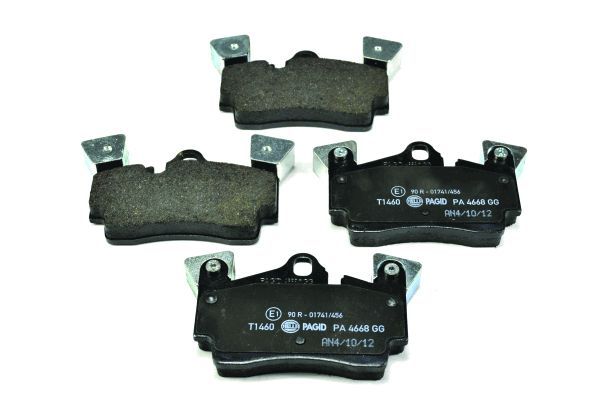 E1 90 R - 01741/456
T1460 HELLA PAGID PA 4668 GG
AN4/10/12
E1 90 R - 01741/456
T1460 HELLA PAGID PA 4668 GG
AN4/10/12